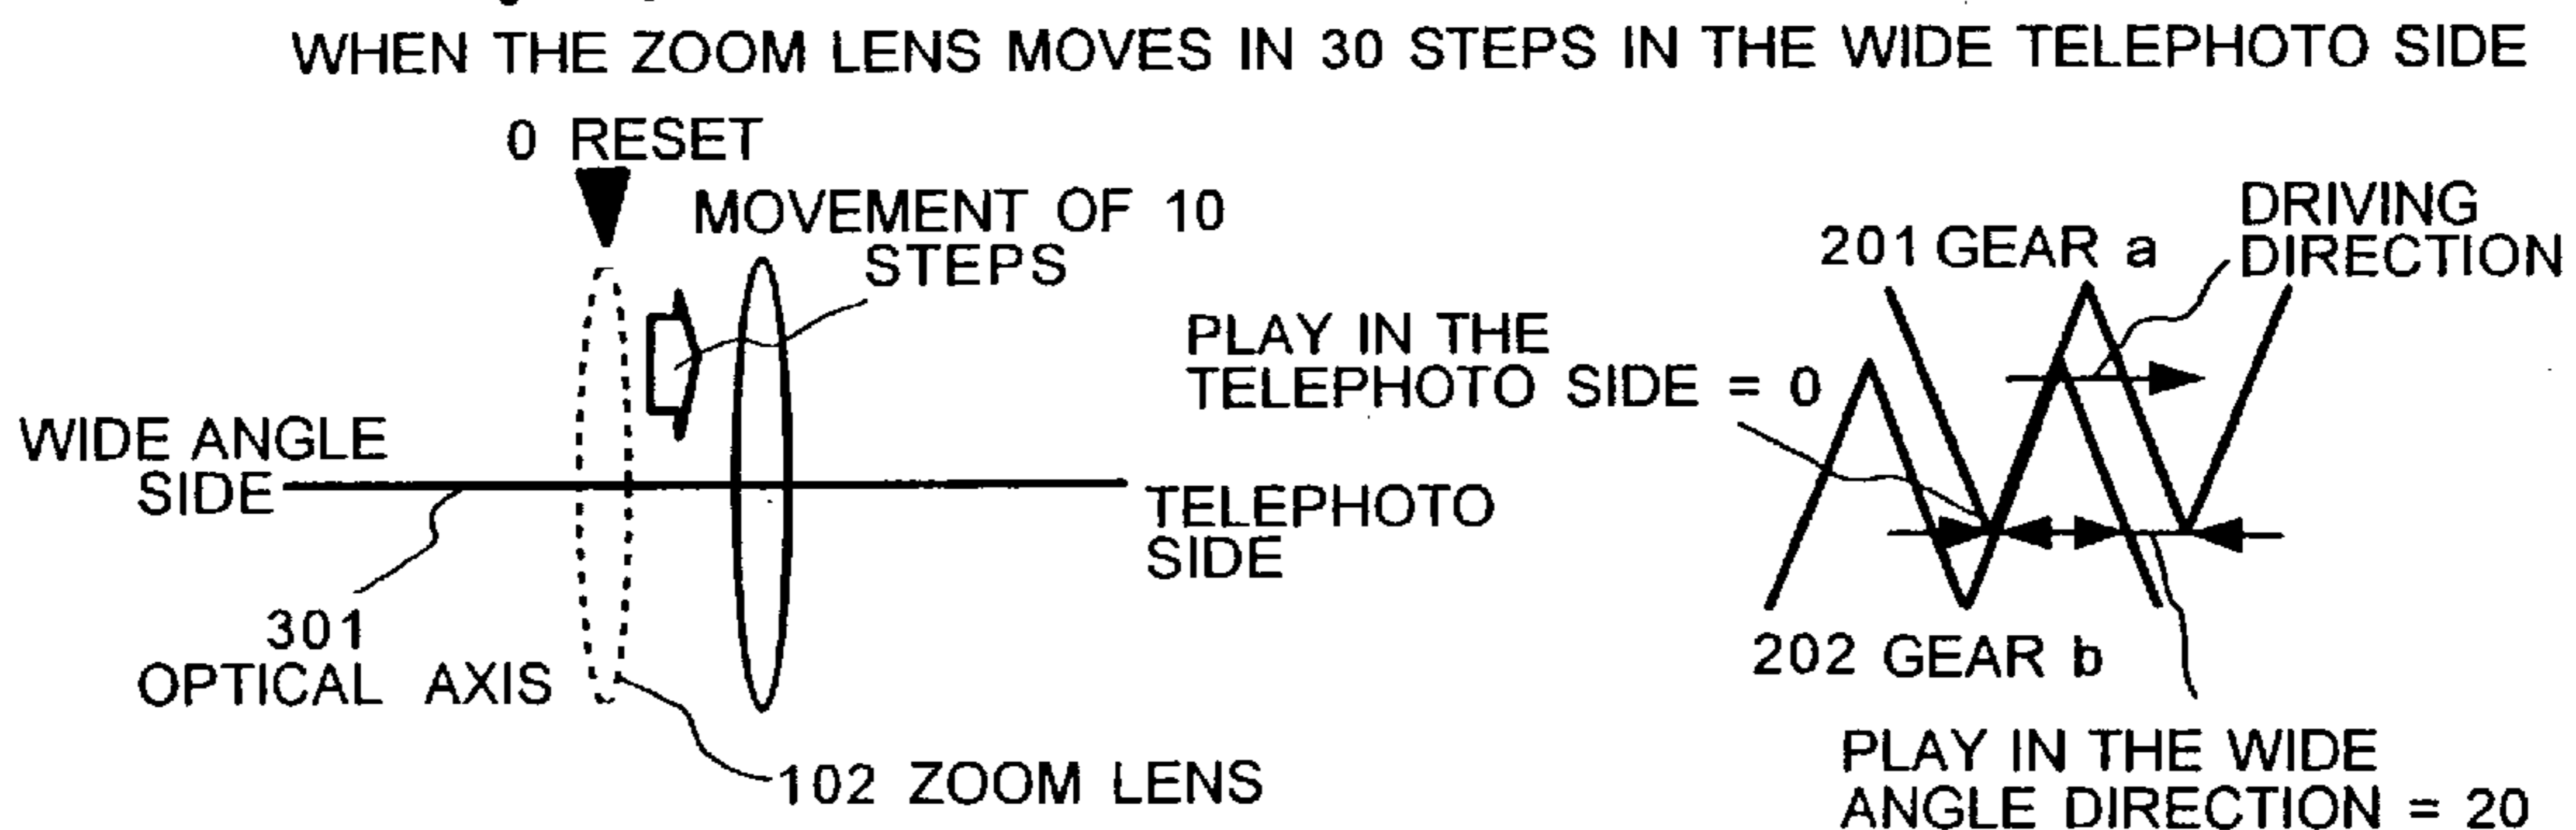 WHEN THE ZOOM LENS MOVES IN 30 STEPS IN THE WIDE TELEPHOTO SIDE
0 RESET
MOVEMENT OF 10
STEPS
WIDE ANGLE
SIDE
TELEPHOTO
SIDE
301
OPTICAL AXIS
102 ZOOM LENS
DRIVING
DIRECTION
201 GEAR a
PLAY IN THE
TELEPHOTO SIDE = 0
202 GEAR b
PLAY IN THE WIDE
ANGLE DIRECTION = 20